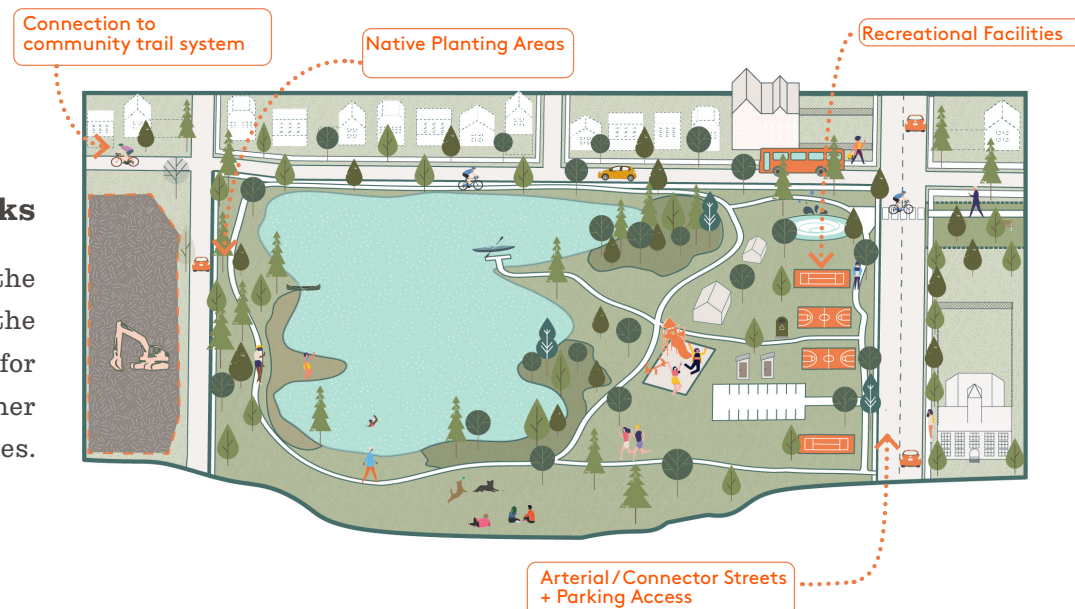 Connection to
community trail system
Native Planting Areas
Recreational Facilities
ks
the
the
for
ner
es.
Arterial / Connector Streets
+ Parking Access